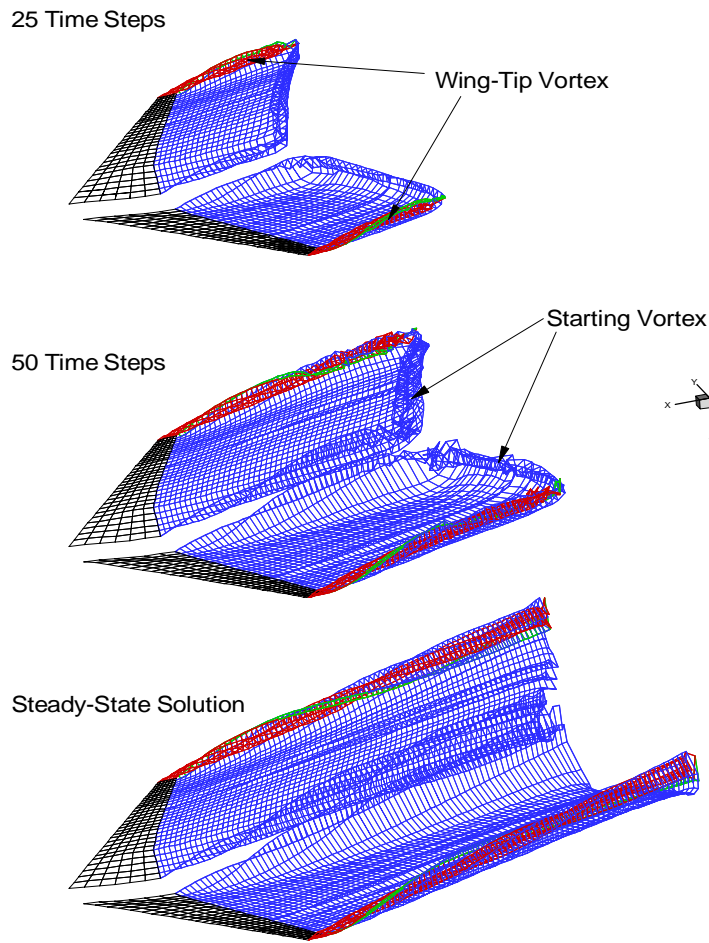 25 Time Steps
Wing-Tip Vortex
Starting Vortex
50 Time Steps
Y
X
Steady-State Solution